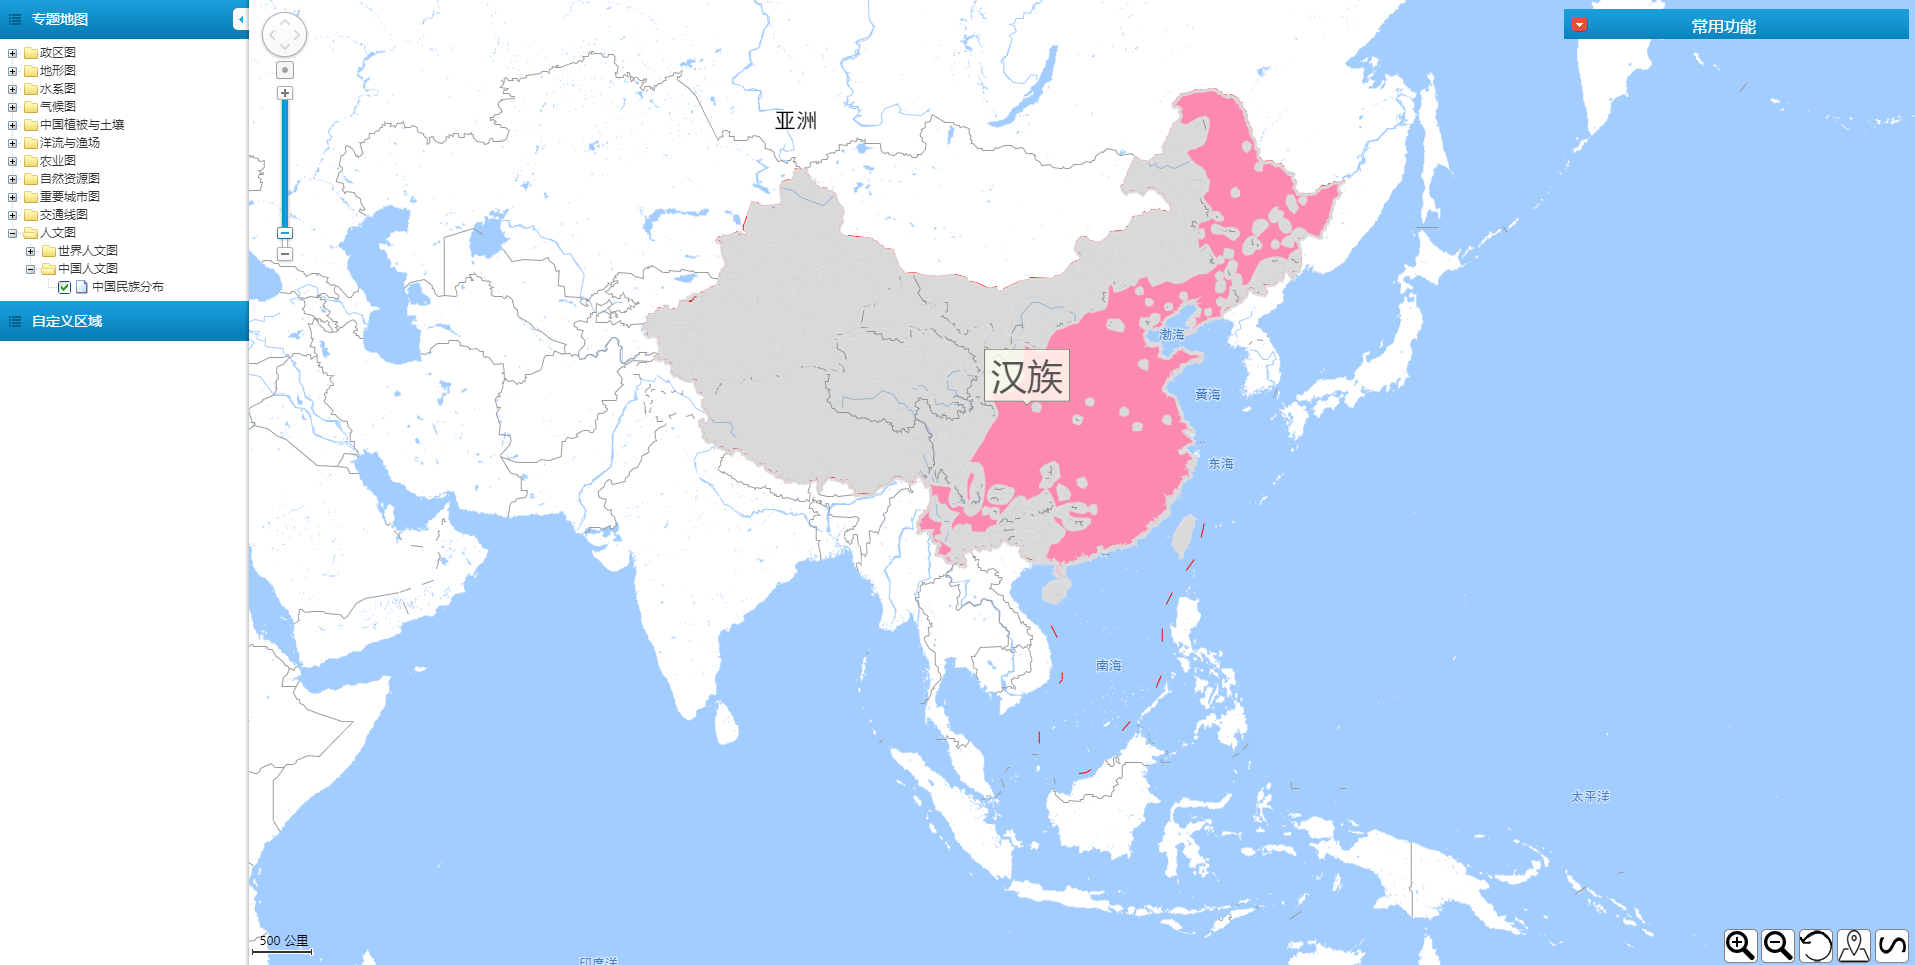 专题地图
政区图
地形图
水系图
气候图
中国植被与土壤
洋流与渔场
农业图
自然资源图
重要城市图
交通线图
人文图
世界人文图
中国人文图
中国民族分布
自定义区域
常用功能
亚洲
渤海
汉族
黄海
东海
南海
太平洋
500 公里
印度洋